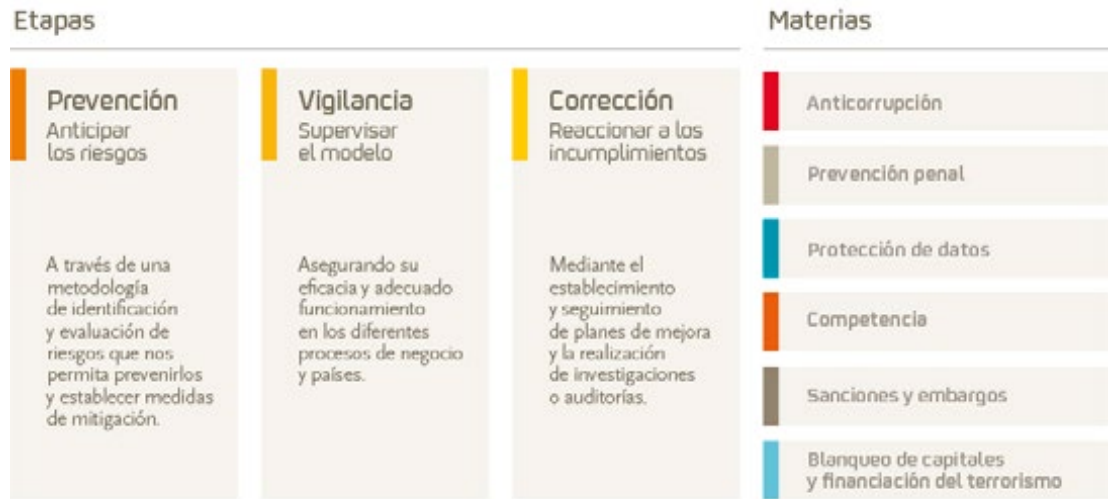 Etapas
Prevención
Anticipar
los riesgos
A través de una
metodología
de identificación
y evaluación de
riesgos que nos
permita prevenirlos
y establecer medidas
de mitigación.
Vigilancia
Supervisar
el modelo
Asegurando su
eficacia y adecuado
funcionamiento
en los diferentes
procesos de negocio
y países.
Corrección
Reaccionar a los
incumplimientos
Mediante el
establecimiento
y seguimiento
de planes de mejora
y la realización
de investigaciones
o auditorías.
Materias
Anticorrupción
Prevención penal
Protección de datos
Competencia
Sanciones y embargos
Blanqueo de capitales
y financiación del terrorismo